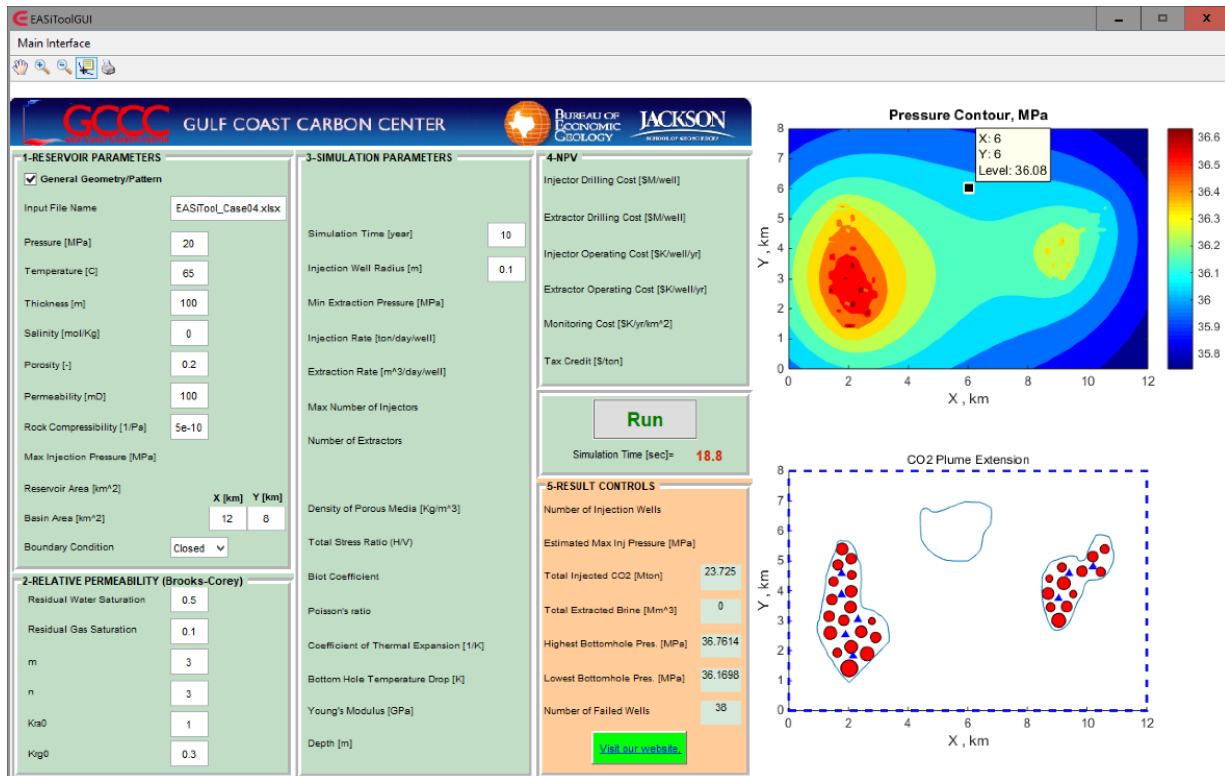 EASiToolGUI
Main Interface
GCCC GULF COAST CARBON CENTER
BUREAU OF
ECONOMIC
GEOLOGY
JACKSON
SCHOOL OF GEOSCIENCES
1-RESERVOIR PARAMETERS
General Geometry/Pattern
Input File Name EASiTool_Case04.xlsx
Pressure [MPa] 20
Temperature [C] 65
Thickness [m] 100
Salinity [mol/Kg] 0
Porosity [-] 0.2
Permeability [mD] 100
Rock Compressibility [1/Pa] 5e-10
Max Injection Pressure [MPa]
Reservoir Area [km^2]
X [km] Y [km]
Basin Area [km^2] 12 8
Boundary Condition Closed
2-RELATIVE PERMEABILITY (Brooks-Corey)
Residual Water Saturation 0.5
Residual Gas Saturation 0.1
m 3
n 3
Kra0 1
Krg0 0.3
3-SIMULATION PARAMETERS
Simulation Time [year] 10
Injection Well Radius [m] 0.1
Min Extraction Pressure [MPa]
Injection Rate [ton/day/well]
Extraction Rate [m^3/day/well]
Max Number of Injectors
Number of Extractors
Density of Porous Media [Kg/m^3]
Total Stress Ratio (H/V)
Biot Coefficient
Poisson's ratio
Coefficient of Thermal Expansion [1/K]
Bottom Hole Temperature Drop [K]
Young's Modulus [GPa]
Depth [m]
4-NPV
Injector Drilling Cost [$M/well]
Extractor Drilling Cost [$M/well]
Injector Operating Cost [$K/well/yr]
Extractor Operating Cost [$K/well/yr]
Monitoring Cost [$K/yr/km^2]
Tax Credit [$/ton]
Run
Simulation Time [sec]= 18.8
5-RESULT CONTROLS
Number of Injection Wells
Estimated Max Inj Pressure [MPa]
Total Injected CO2 [Mton] 23.725
Total Extracted Brine [Mm^3] 0
Highest Bottomhole Pres. [MPa] 36.7614
Lowest Bottomhole Pres. [MPa] 36.1698
Number of Failed Wells 38
Visit our website.
Pressure Contour, MPa
X: 6
Y: 6
Level: 36.08
Y, km
8
7
6
5
4
3
2
1
0
0 2 4 6 8 10 12
X , km
36.6
36.4
36.2
36
35.8
CO2 Plume Extension
Y, km
8
7
6
5
4
3
2
1
0
0 2 4 6 8 10 12
X , km